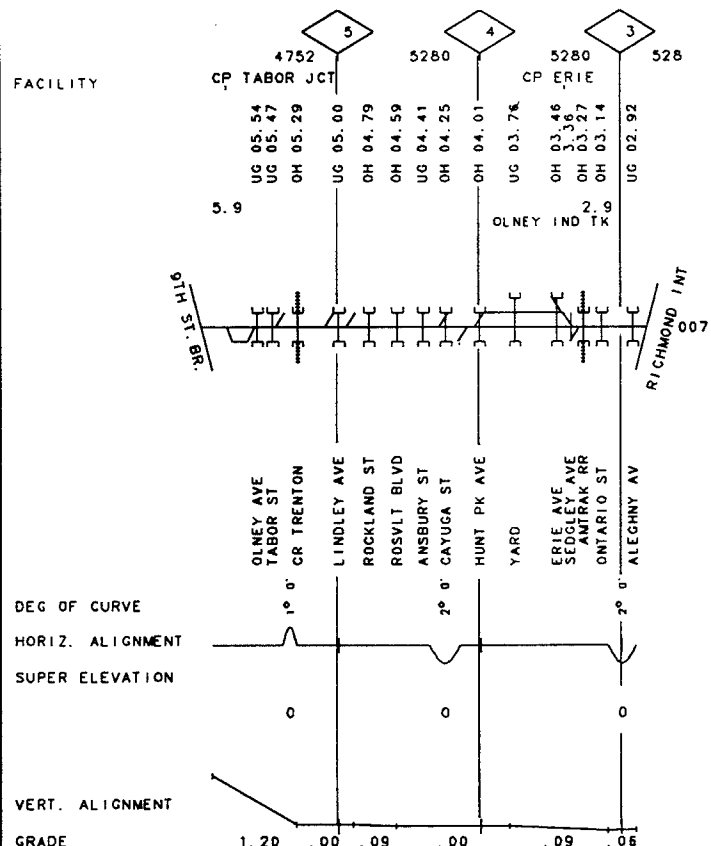 5 4 3
4752 5280 5280 528
FACILITY
CP TABOR JCT CP ERIE
UG 05.54
UG 05.47
OH 05.29
UG 05.00
OH 04.79
OH 04.59
UG 04.41
OH 04.25
OH 04.01
UG 03.76
OH 03.46
3.36
OH 03.27
OH 03.14
UG 02.92
5.9 2.9
OLNEY IND TK
9TH ST. BR.
RICHMOND INT
007
OLNEY AVE
TABOR ST
CR TRENTON
LINDLEY AVE
ROCKLAND ST
ROSVLT BLVD
ANSBURY ST
CAYUGA ST
HUNT PK AVE
YARD
ERIE AVE
SEDGLEY AVE
AMTRAK RR
ONTARIO ST
ALEGHNY AV
DEG OF CURVE 1° 0' 2° 0' 2° 0'
HORIZ. ALIGNMENT
SUPER ELEVATION
0 0 0
VERT. ALIGNMENT
GRADE 1.20 .00 .09 .00 .09 .06